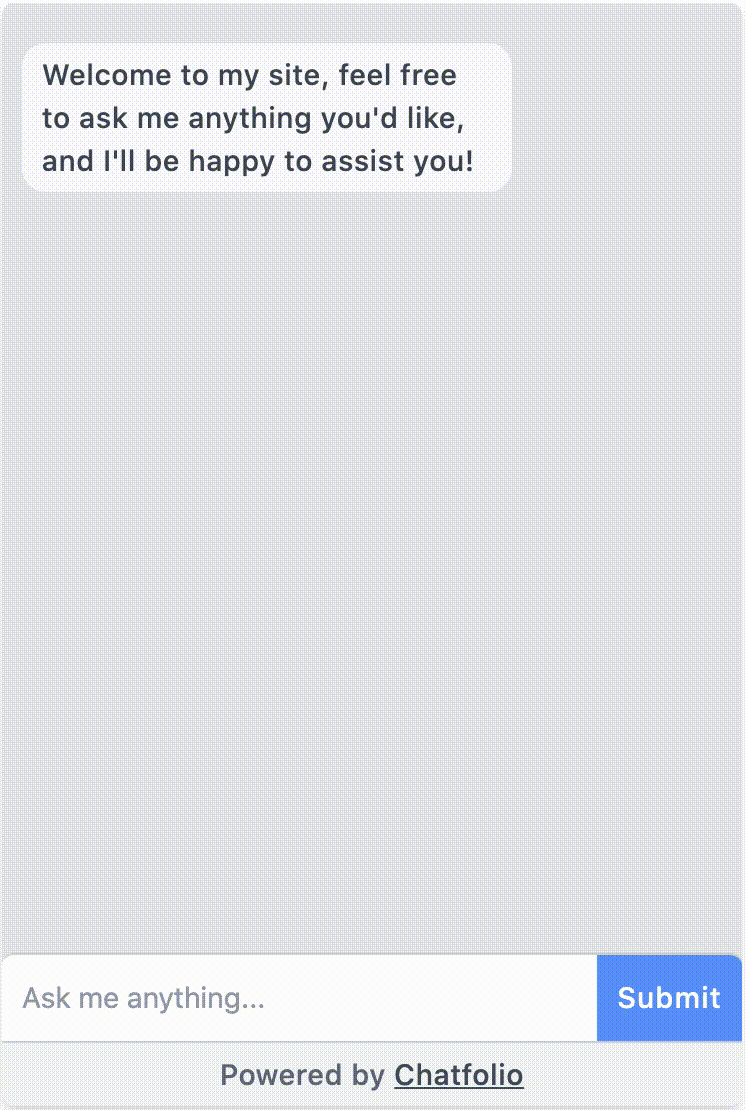 Welcome to my site, feel free
to ask me anything you'd like,
and I'll be happy to assist you!
Ask me anything...
Submit
Powered by Chatfolio